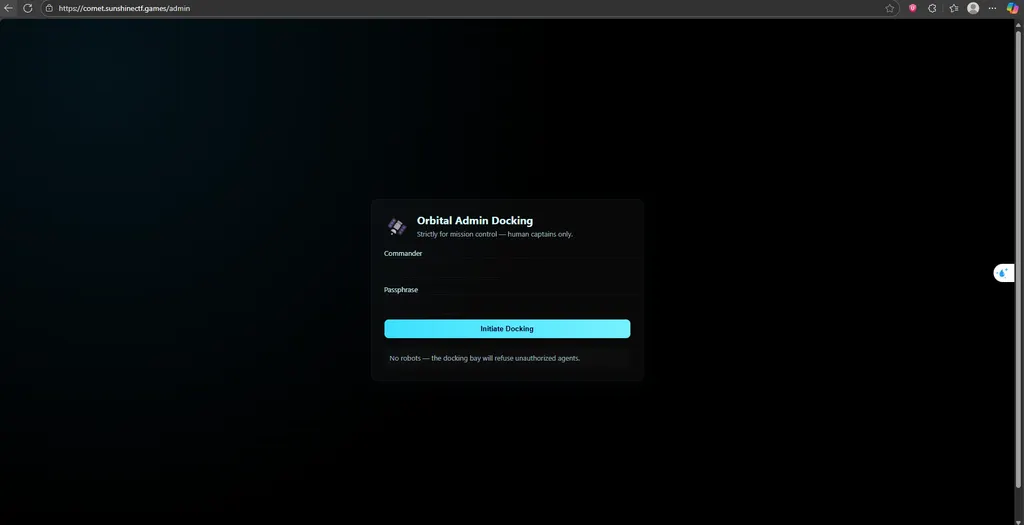 https://comet.sunshinectf.games/admin
Orbital Admin Docking
Strictly for mission control — human captains only.
Commander
Passphrase
Initiate Docking
No robots — the docking bay will refuse unauthorized agents.